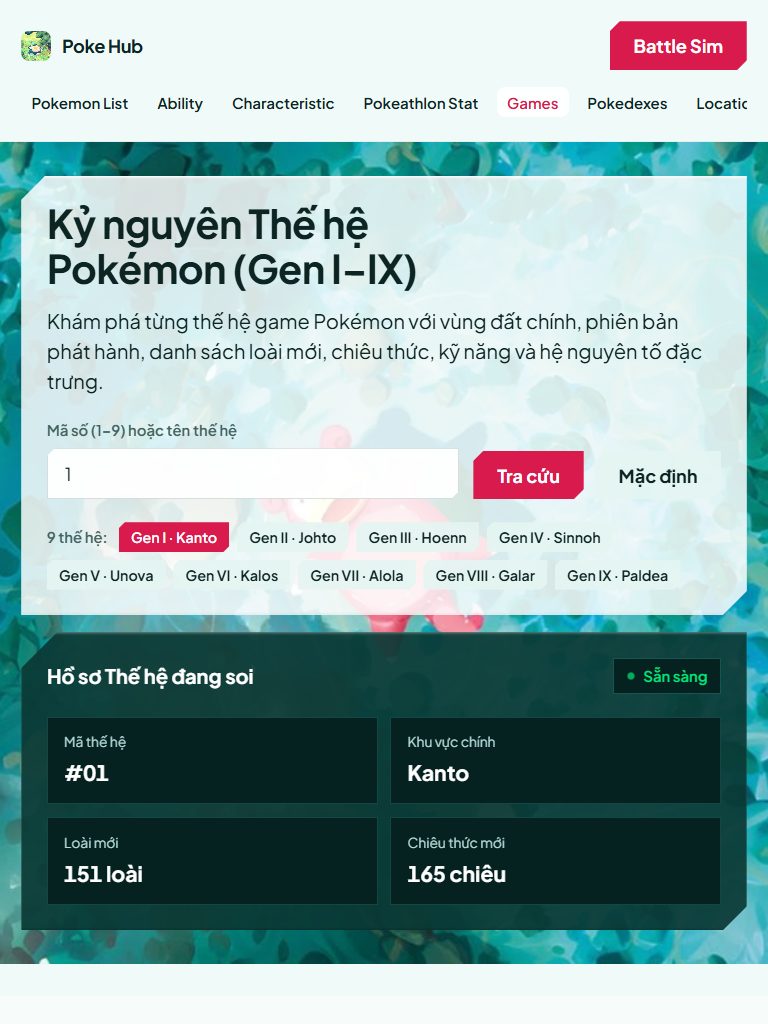 Poke Hub
Battle Sim
Pokemon List
Ability
Characteristic
Pokeathlon Stat
Games
Pokedexes
Kỷ nguyên Thế hệ
Pokémon (Gen I–IX)
Khám phá từng thế hệ game Pokémon với vùng đất chính, phiên bản
phát hành, danh sách loài mới, chiêu thức, kỹ năng và hệ nguyên tố đặc
trưng.
Mã số (1–9) hoặc tên thế hệ
1
Tra cứu
Mặc định
9 thế hệ:
Gen I · Kanto
Gen II · Johto
Gen III · Hoenn
Gen IV · Sinnoh
Gen V · Unova
Gen VI · Kalos
Gen VII · Alola
Gen VIII · Galar
Gen IX · Paldea
Hồ sơ Thế hệ đang soi
Sẵn sàng
Mã thế hệ
#01
Khu vực chính
Kanto
Loài mới
151 loài
Chiêu thức mới
165 chiêu